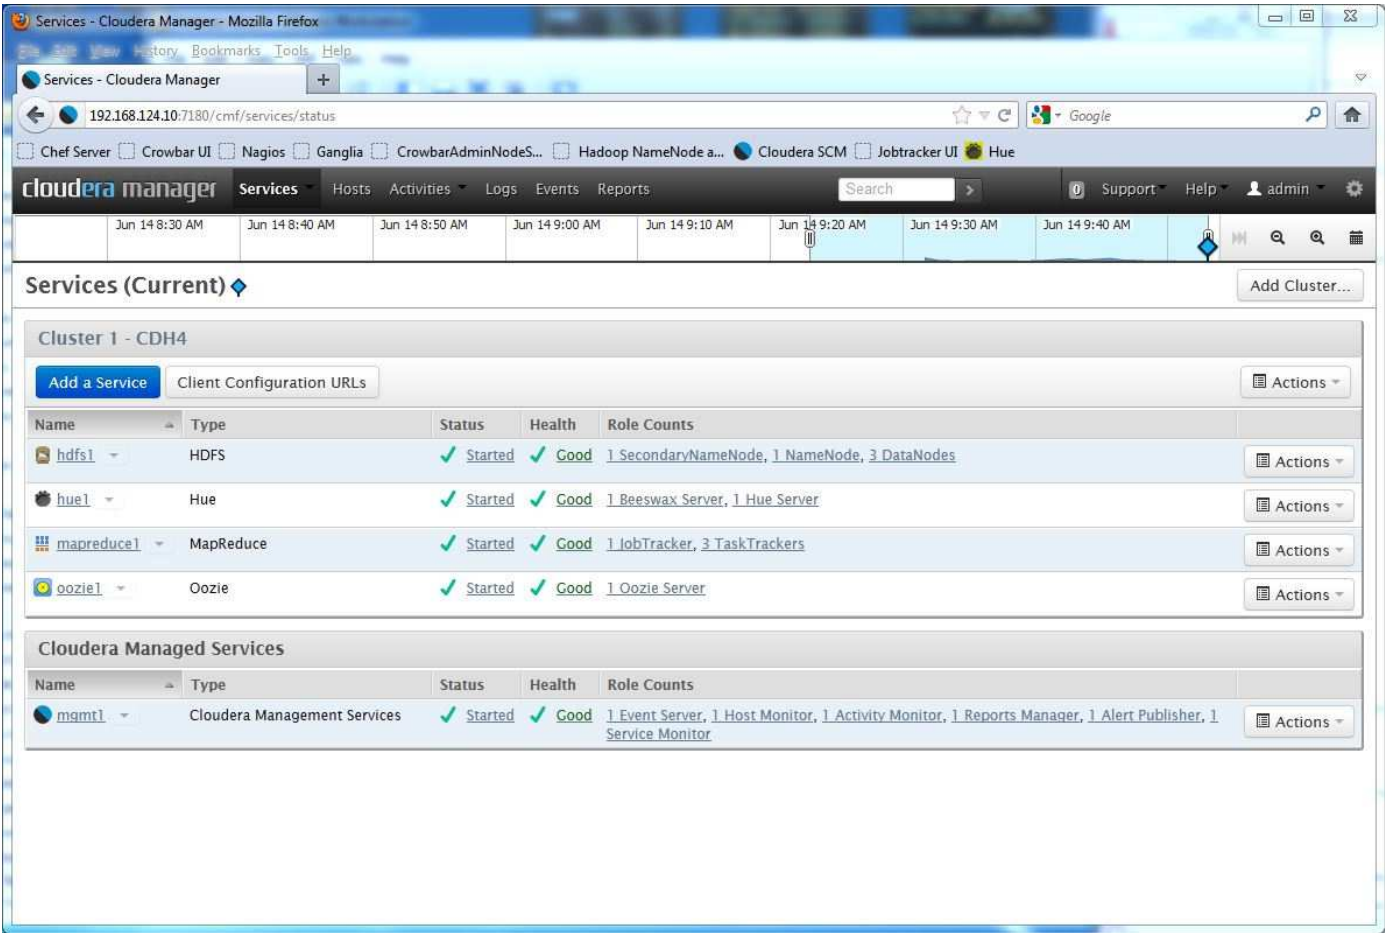 Services - Cloudera Manager - Mozilla Firefox
File Edit View History Bookmarks Tools Help
Services - Cloudera Manager +
192.168.124.10:7180/cmf/services/status Google
Chef Server Crowbar UI Nagios Ganglia CrowbarAdminNodeS... Hadoop NameNode a... Cloudera SCM Jobtracker UI Hue
cloudera manager Services Hosts Activities Logs Events Reports Search > 0 Support Help admin
Jun 14 8:30 AM Jun 14 8:40 AM Jun 14 8:50 AM Jun 14 9:00 AM Jun 14 9:10 AM Jun 14 9:20 AM Jun 14 9:30 AM Jun 14 9:40 AM
Services (Current) Add Cluster...
Cluster 1 - CDH4
Add a Service Client Configuration URLs Actions
Name Type Status Health Role Counts
hdfs1 HDFS Started Good 1 SecondaryNameNode, 1 NameNode, 3 DataNodes Actions
hue1 Hue Started Good 1 Beeswax Server, 1 Hue Server Actions
mapreduce1 MapReduce Started Good 1 JobTracker, 3 TaskTrackers Actions
oozie1 Oozie Started Good 1 Oozie Server Actions
Cloudera Managed Services
Name Type Status Health Role Counts
mgmt1 Cloudera Management Services Started Good 1 Event Server, 1 Host Monitor, 1 Activity Monitor, 1 Reports Manager, 1 Alert Publisher, 1 Actions
Service Monitor